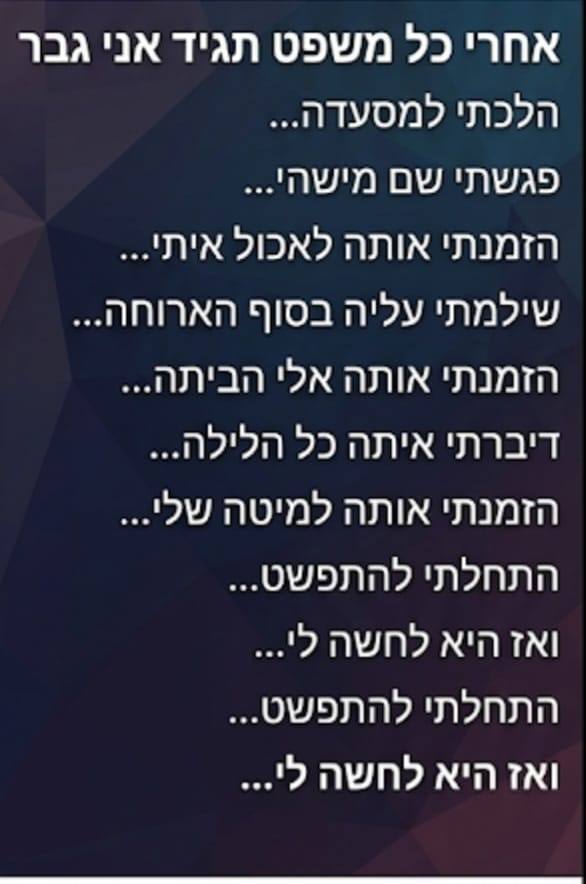 אחרי כל משפט תגיד אני גבר
הלכתי למסעדה...
פגשתי שם מישהי...
הזמנתי אותה לאכול איתי...
שילמתי עליה בסוף הארוחה...
הזמנתי אותה אלי הביתה...
דיברתי איתה כל הלילה...
הזמנתי אותה למיטה שלי...
התחלתי להתפשט...
ואז היא לחשה לי...
התחלתי להתפשט...
ואז היא לחשה לי...